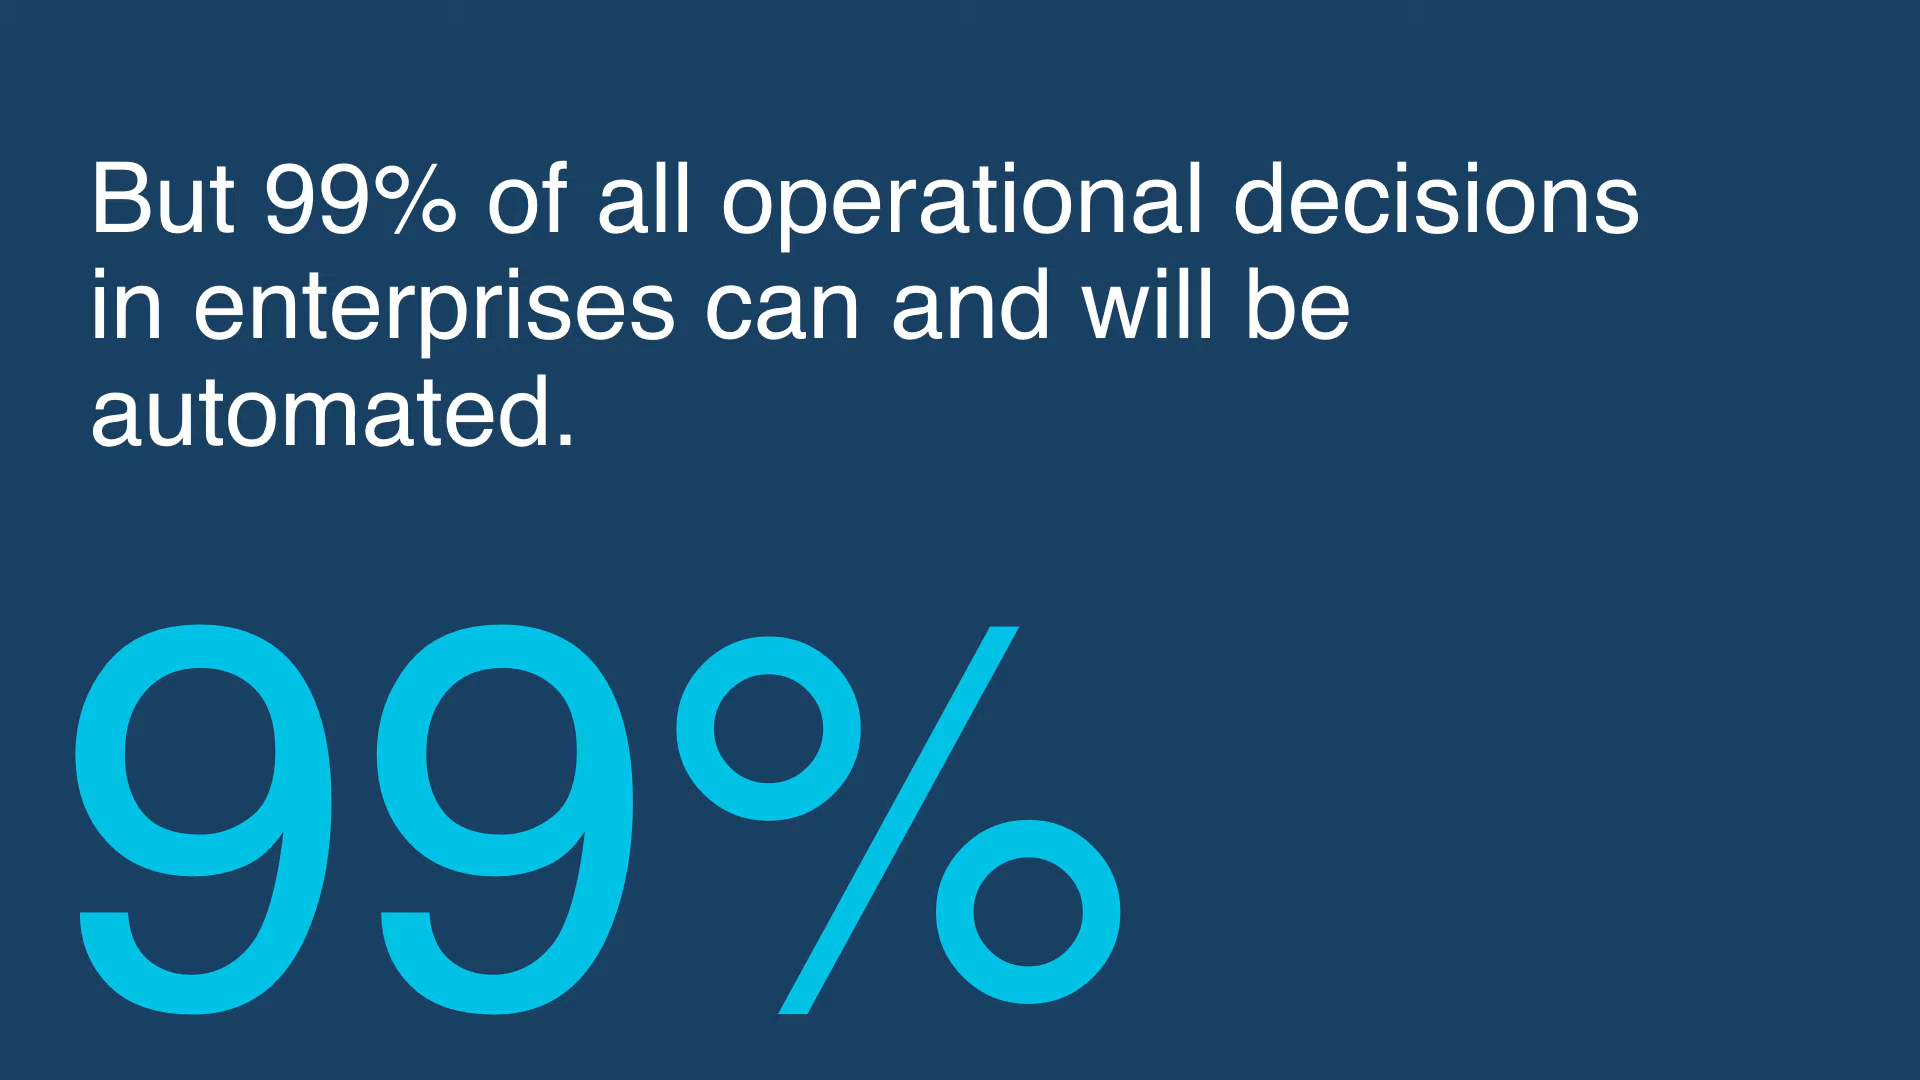 But 99% of all operational decisions
in enterprises can and will be
automated.
99%